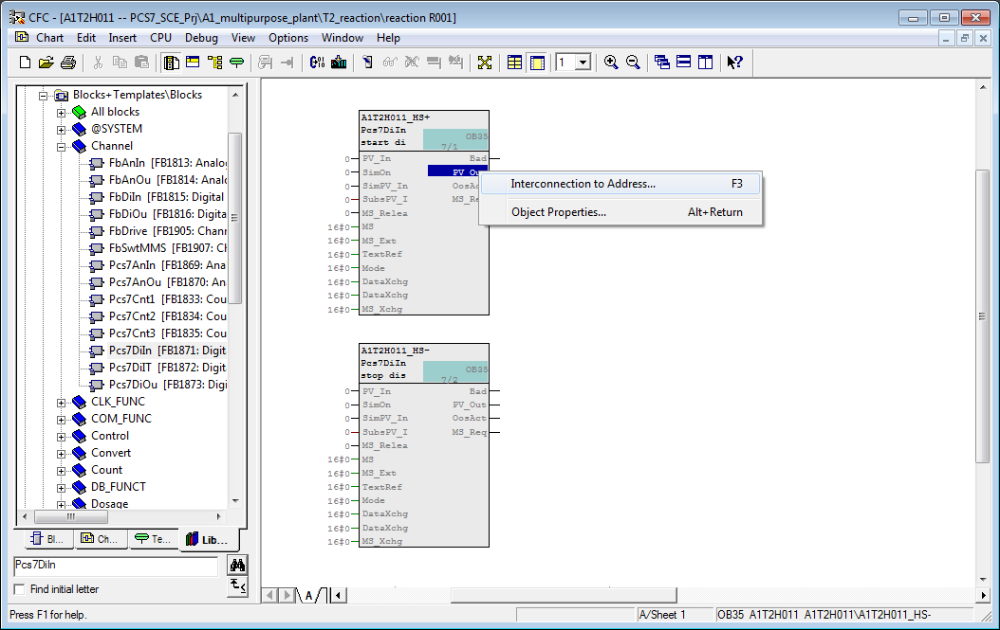 CFC - [A1T2H011 -- PCS7_SCE_Prj\A1_multipurpose_plant\T2_reaction\reaction R001]
Chart Edit Insert CPU Debug View Options Window Help
1
Blocks+Templates\Blocks
All blocks
@SYSTEM
Channel
FbAnIn [FB1813: Analo
FbAnOu [FB1814: Analo
FbDiIn [FB1815: Digital
FbDiOu [FB1816: Digita
FbDrive [FB1905: Chann
FbSwtMMS [FB1907: Ch
Pcs7AnIn [FB1869: Ana
Pcs7AnOu [FB1870: An
Pcs7Cnt1 [FB1833: Cou
Pcs7Cnt2 [FB1834: Cou
Pcs7Cnt3 [FB1835: Cou
Pcs7DiIn [FB1871: Digit
Pcs7DiIT [FB1872: Digit
Pcs7DiOu [FB1873: Digi
CLK_FUNC
COM_FUNC
Control
Convert
Count
DB_FUNCT
Dosage
Bl... Ch... Te... Lib...
Pcs7DiIn
Find initial letter
A1T2H011_HS+
Pcs7DiIn OB35
start di 7/1
0 PV_In Bad
0 SimOn PV_Ou
0 SimPV_In OosAc
0 SubsPV_I MS_Re
0 MS_Relea
16#0 MS
16#0 MS_Ext
16#0 TextRef
16#0 Mode
16#0 DataXchg
16#0 DataXchg
16#0 MS_Xchg
Interconnection to Address... F3
Object Properties... Alt+Return
A1T2H011_HS-
Pcs7DiIn OB35
stop dis 7/2
0 PV_In Bad
0 SimOn PV_Out
0 SimPV_In OosAct
0 SubsPV_I MS_Req
0 MS_Relea
16#0 MS
16#0 MS_Ext
16#0 TextRef
16#0 Mode
16#0 DataXchg
16#0 DataXchg
16#0 MS_Xchg
A
Press F1 for help. A/Sheet 1 OB35 A1T2H011 A1T2H011\A1T2H011_HS-